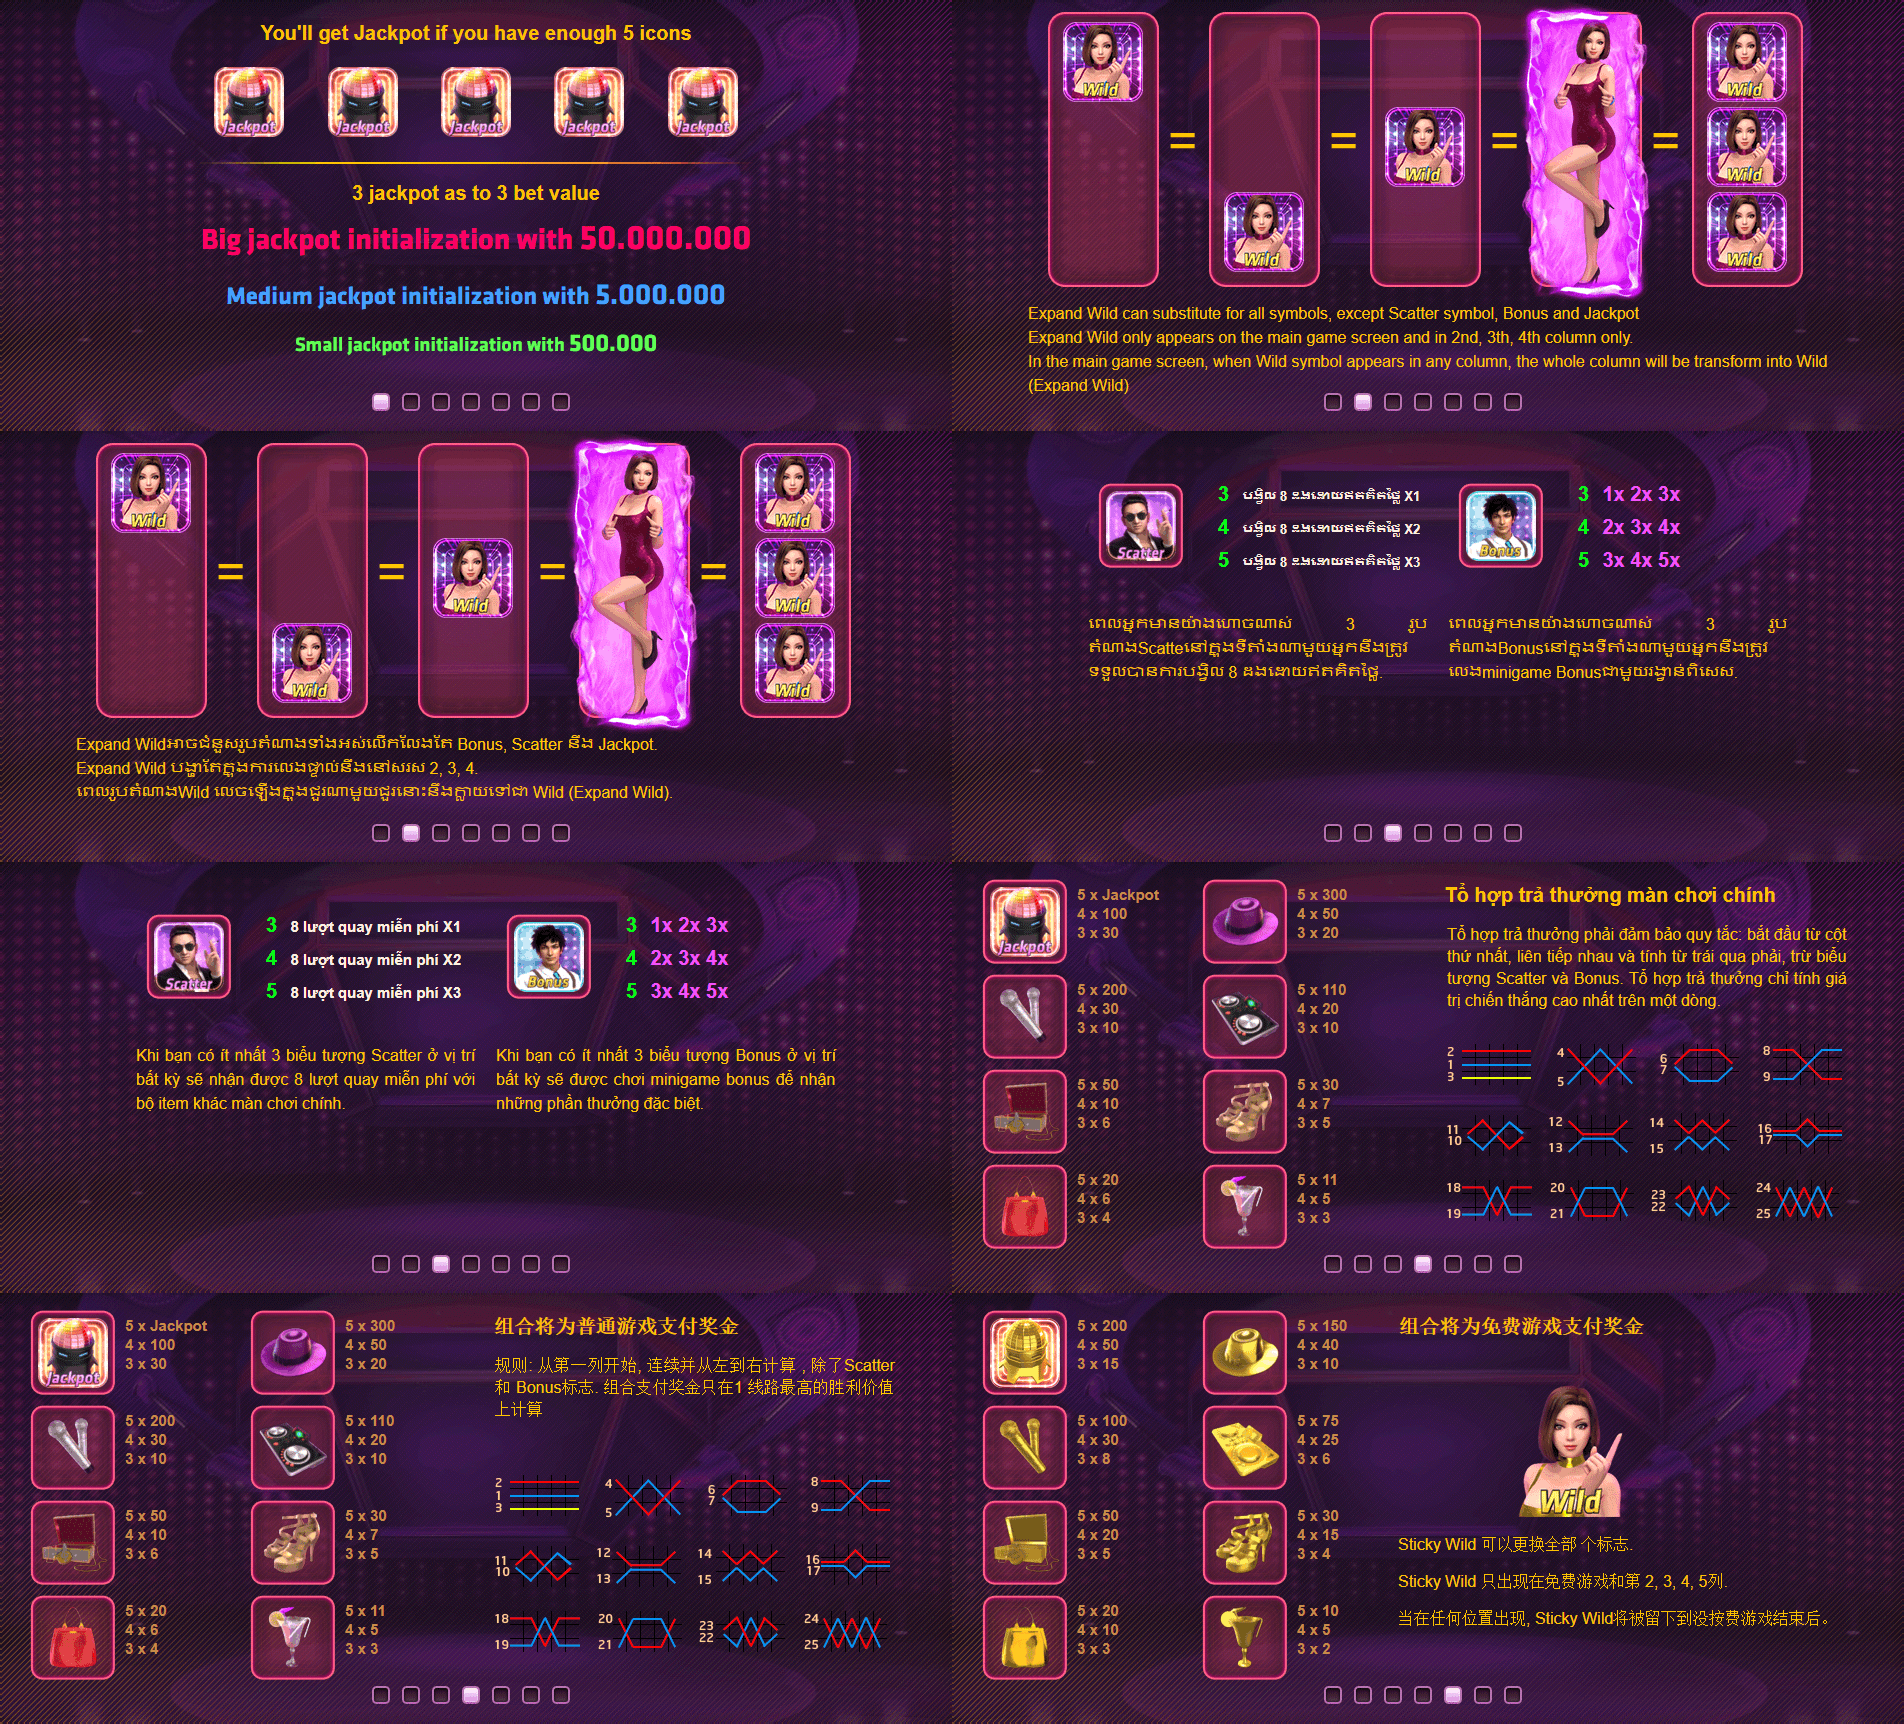 You'll get Jackpot if you have enough 5 icons
Jackpot Jackpot Jackpot Jackpot Jackpot
3 jackpot as to 3 bet value
Big jackpot initialization with 50.000.000
Medium jackpot initialization with 5.000.000
Small jackpot initialization with 500.000
Wild
=
Wild
=
Wild
=
=
Wild
Wild
Wild
Expand Wild can substitute for all symbols, except Scatter symbol, Bonus and Jackpot
Expand Wild only appears on the main game screen and in 2nd, 3th, 4th column only.
In the main game screen, when Wild symbol appears in any column, the whole column will be transform into Wild
(Expand Wild)
Wild
=
Wild
=
Wild
=
=
Wild
Wild
Wild
Expand Wildអាចជំនួសរូបតំណាងទាំងអស់លើកលែងតែ Bonus, Scatter និង Jackpot.
Expand Wild បង្ហាតែក្នុងការលេងផ្ទាល់និងនៅសរស 2, 3, 4.
ពេលរូបតំណាងWild លេចឡើងក្នុងជួរណាមួយជួរនោះនឹងក្លាយទៅជា Wild (Expand Wild).
Scatter
3 បង្វិល 8 ដងដោយឥតគិតថ្លៃ X1
4 បង្វិល 8 ដងដោយឥតគិតថ្លៃ X2
5 បង្វិល 8 ដងដោយឥតគិតថ្លៃ X3
Bonus
3 1x 2x 3x
4 2x 3x 4x
5 3x 4x 5x
ពេលអ្នកមានយ៉ាងហោចណាស់ 3 រូប
តំណាងScatteនៅក្នុងទីតាំងណាមួយអ្នកនឹងត្រូវ
ទទួលបានការបង្វិល 8 ដងដោយឥតគិតថ្លៃ.
ពេលអ្នកមានយ៉ាងហោចណាស់ 3 រូប
តំណាងBonusនៅក្នុងទីតាំងណាមួយអ្នកនឹងត្រូវ
លេងminigame Bonusជាមួយរង្វាន់ពិសេស.
Scatter
3 8 lượt quay miễn phí X1
4 8 lượt quay miễn phí X2
5 8 lượt quay miễn phí X3
Bonus
3 1x 2x 3x
4 2x 3x 4x
5 3x 4x 5x
Khi bạn có ít nhất 3 biểu tượng Scatter ở vị trí
bất kỳ sẽ nhận được 8 lượt quay miễn phí với
bộ item khác màn chơi chính.
Khi bạn có ít nhất 3 biểu tượng Bonus ở vị trí
bất kỳ sẽ được chơi minigame bonus để nhận
những phần thưởng đặc biệt.
Jackpot
5 x Jackpot
4 x 100
3 x 30
5 x 300
4 x 50
3 x 20
5 x 200
4 x 30
3 x 10
5 x 110
4 x 20
3 x 10
5 x 50
4 x 10
3 x 6
5 x 30
4 x 7
3 x 5
5 x 20
4 x 6
3 x 4
5 x 11
4 x 5
3 x 3
Tổ hợp trả thưởng màn chơi chính
Tổ hợp trả thưởng phải đảm bảo quy tắc: bắt đầu từ cột
thứ nhất, liên tiếp nhau và tính từ trái qua phải, trừ biểu
tượng Scatter và Bonus. Tổ hợp trả thưởng chỉ tính giá
trị chiến thắng cao nhất trên một dòng.
2 4 6 8
1 7
3 5 9
11 12 14 16
10 13 15 17
18 20 23 24
19 21 22 25
Jackpot
5 x Jackpot
4 x 100
3 x 30
5 x 300
4 x 50
3 x 20
5 x 200
4 x 30
3 x 10
5 x 110
4 x 20
3 x 10
5 x 50
4 x 10
3 x 6
5 x 30
4 x 7
3 x 5
5 x 20
4 x 6
3 x 4
5 x 11
4 x 5
3 x 3
组合将为普通游戏支付奖金
规则: 从第一列开始, 连续并从左到右计算 , 除了Scatter
和 Bonus标志. 组合支付奖金只在1 线路最高的胜利价值
上计算
2 4 6 8
1 7
3 5 9
11 12 14 16
10 13 15 17
18 20 23 24
19 21 22 25
5 x 200
4 x 50
3 x 15
5 x 150
4 x 40
3 x 10
5 x 100
4 x 30
3 x 8
5 x 75
4 x 25
3 x 6
5 x 50
4 x 20
3 x 5
5 x 30
4 x 15
3 x 4
5 x 20
4 x 10
3 x 3
5 x 10
4 x 5
3 x 2
组合将为免费游戏支付奖金
Wild
Sticky Wild 可以更换全部 个标志.
Sticky Wild 只出现在免费游戏和第 2, 3, 4, 5列.
当在任何位置出现, Sticky Wild将被留下到没按费游戏结束后。